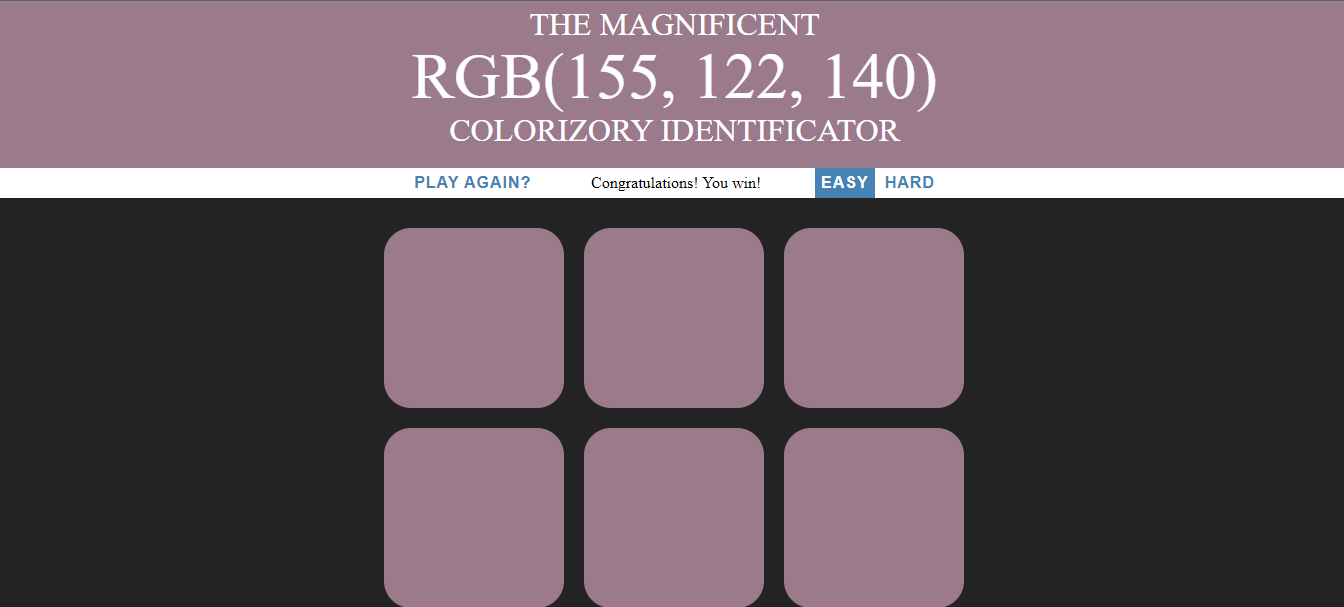 THE MAGNIFICENT
RGB(155, 122, 140)
COLORIZORY IDENTIFICATOR
PLAY AGAIN? Congratulations! You win! EASY HARD